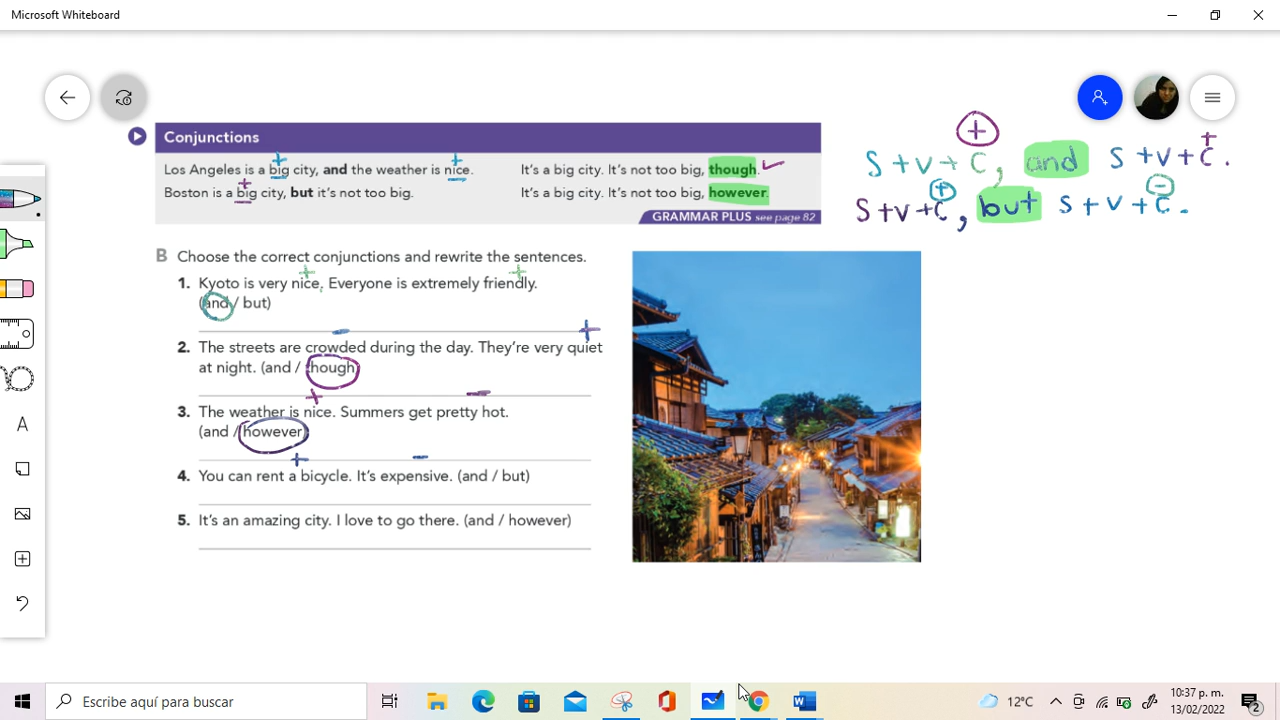 Microsoft Whiteboard
Conjunctions
Los Angeles is a big city, and the weather is nice. It's a big city. It's not too big, though.
Boston is a big city, but it's not too big. It's a big city. It's not too big, however.
GRAMMAR PLUS see page 82
+ + +
S + v + C, and S + v + C.
+ + -
S + v + C, but S + v + C.
B Choose the correct conjunctions and rewrite the sentences.
+ +
1. Kyoto is very nice. Everyone is extremely friendly.
(and / but)
- +
2. The streets are crowded during the day. They're very quiet
at night. (and / though)
+ -
3. The weather is nice. Summers get pretty hot.
(and / however)
+ -
4. You can rent a bicycle. It's expensive. (and / but)
5. It's an amazing city. I love to go there. (and / however)
A
Escribe aquí para buscar
12°C
10:37 p. m.
13/02/2022
2